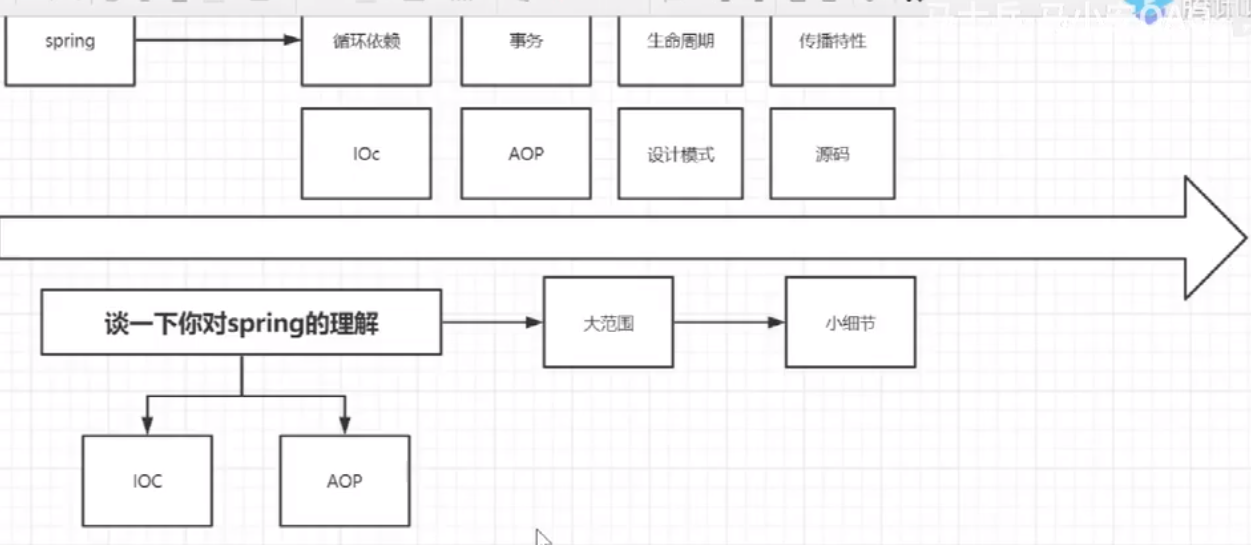 spring
循环依赖
事务
生命周期
传播特性
IOc
AOP
设计模式
源码
谈一下你对spring的理解
大范围
小细节
IOC
AOP